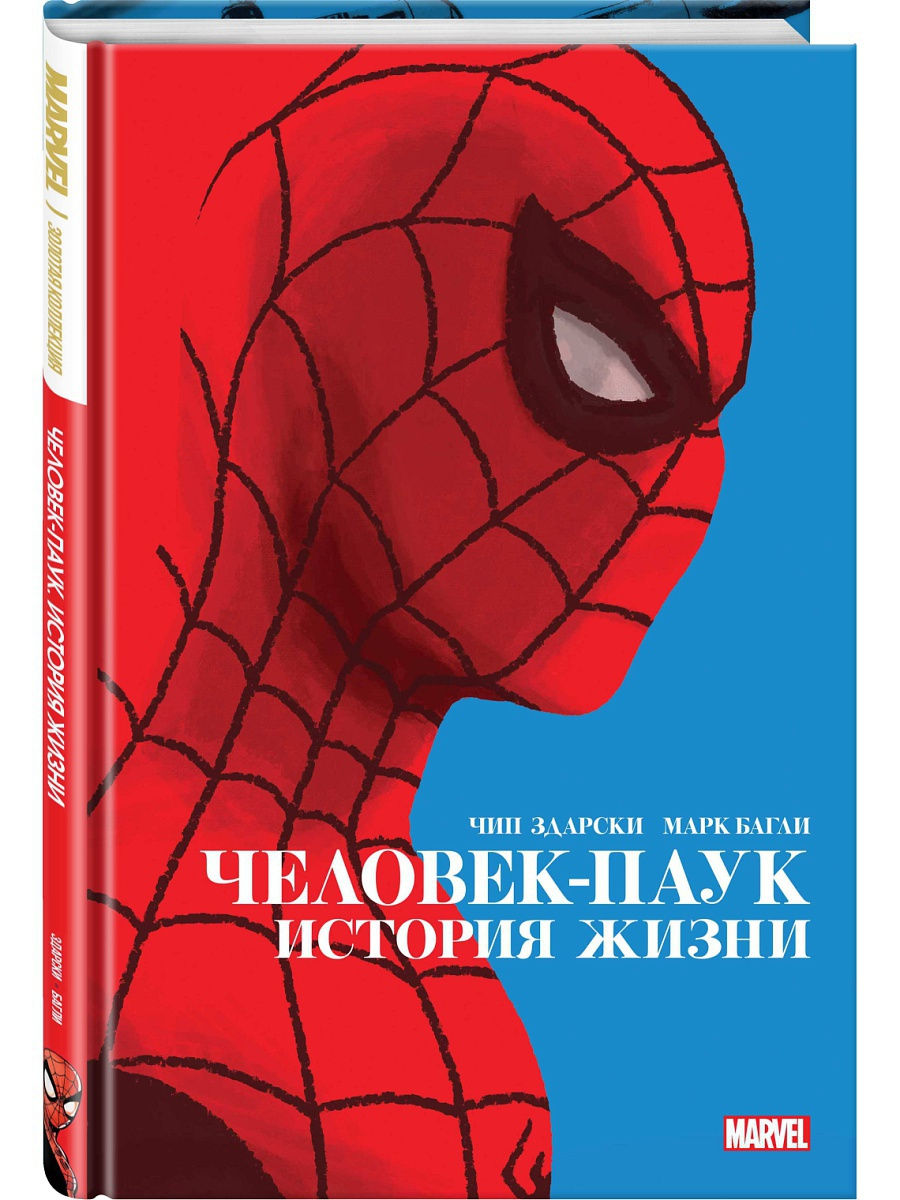 MARVEL / ЗОЛОТАЯ КОЛЛЕКЦИЯ
ЧЕЛОВЕК-ПАУК. ИСТОРИЯ ЖИЗНИ
ЗДАРСКИ · БАГЛИ
ЧИП ЗДАРСКИ МАРК БАГЛИ
ЧЕЛОВЕК-ПАУК
ИСТОРИЯ ЖИЗНИ
MARVEL